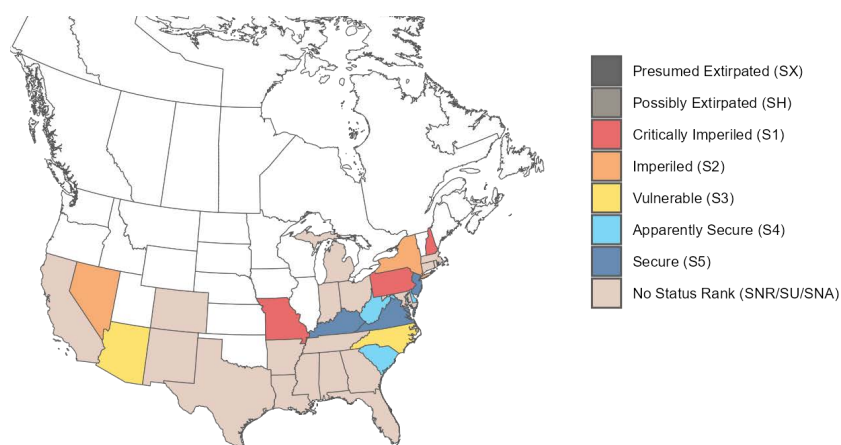 Presumed Extirpated (SX)
Possibly Extirpated (SH)
Critically Imperiled (S1)
Imperiled (S2)
Vulnerable (S3)
Apparently Secure (S4)
Secure (S5)
No Status Rank (SNR/SU/SNA)